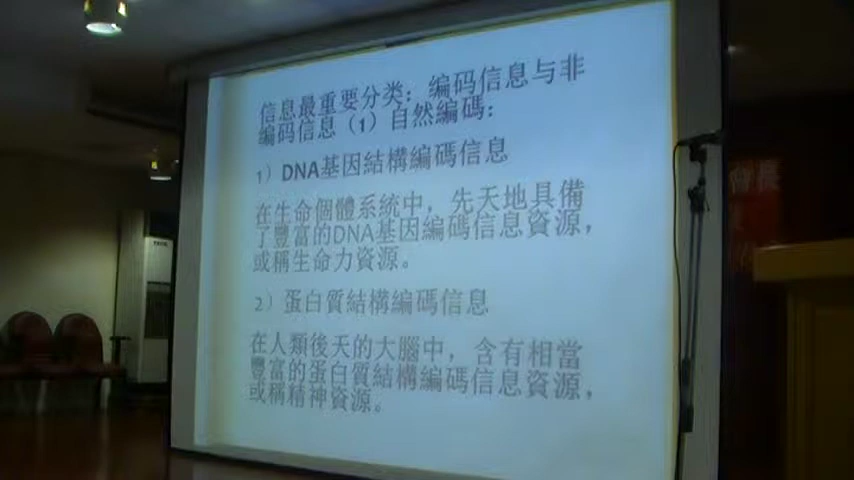 信息最重要分类：编码信息与非
编码信息（1）自然编碼：
1）DNA基因結構編碼信息
在生命個體系統中，先天地具備
了豐富的DNA基因編码信息資源，
或稱生命力資源。
2）蛋白質結構編碼信息
在人類後天的大腦中，含有相當
豐富的蛋白質結構編碼信息資源，
或稱精神資源。